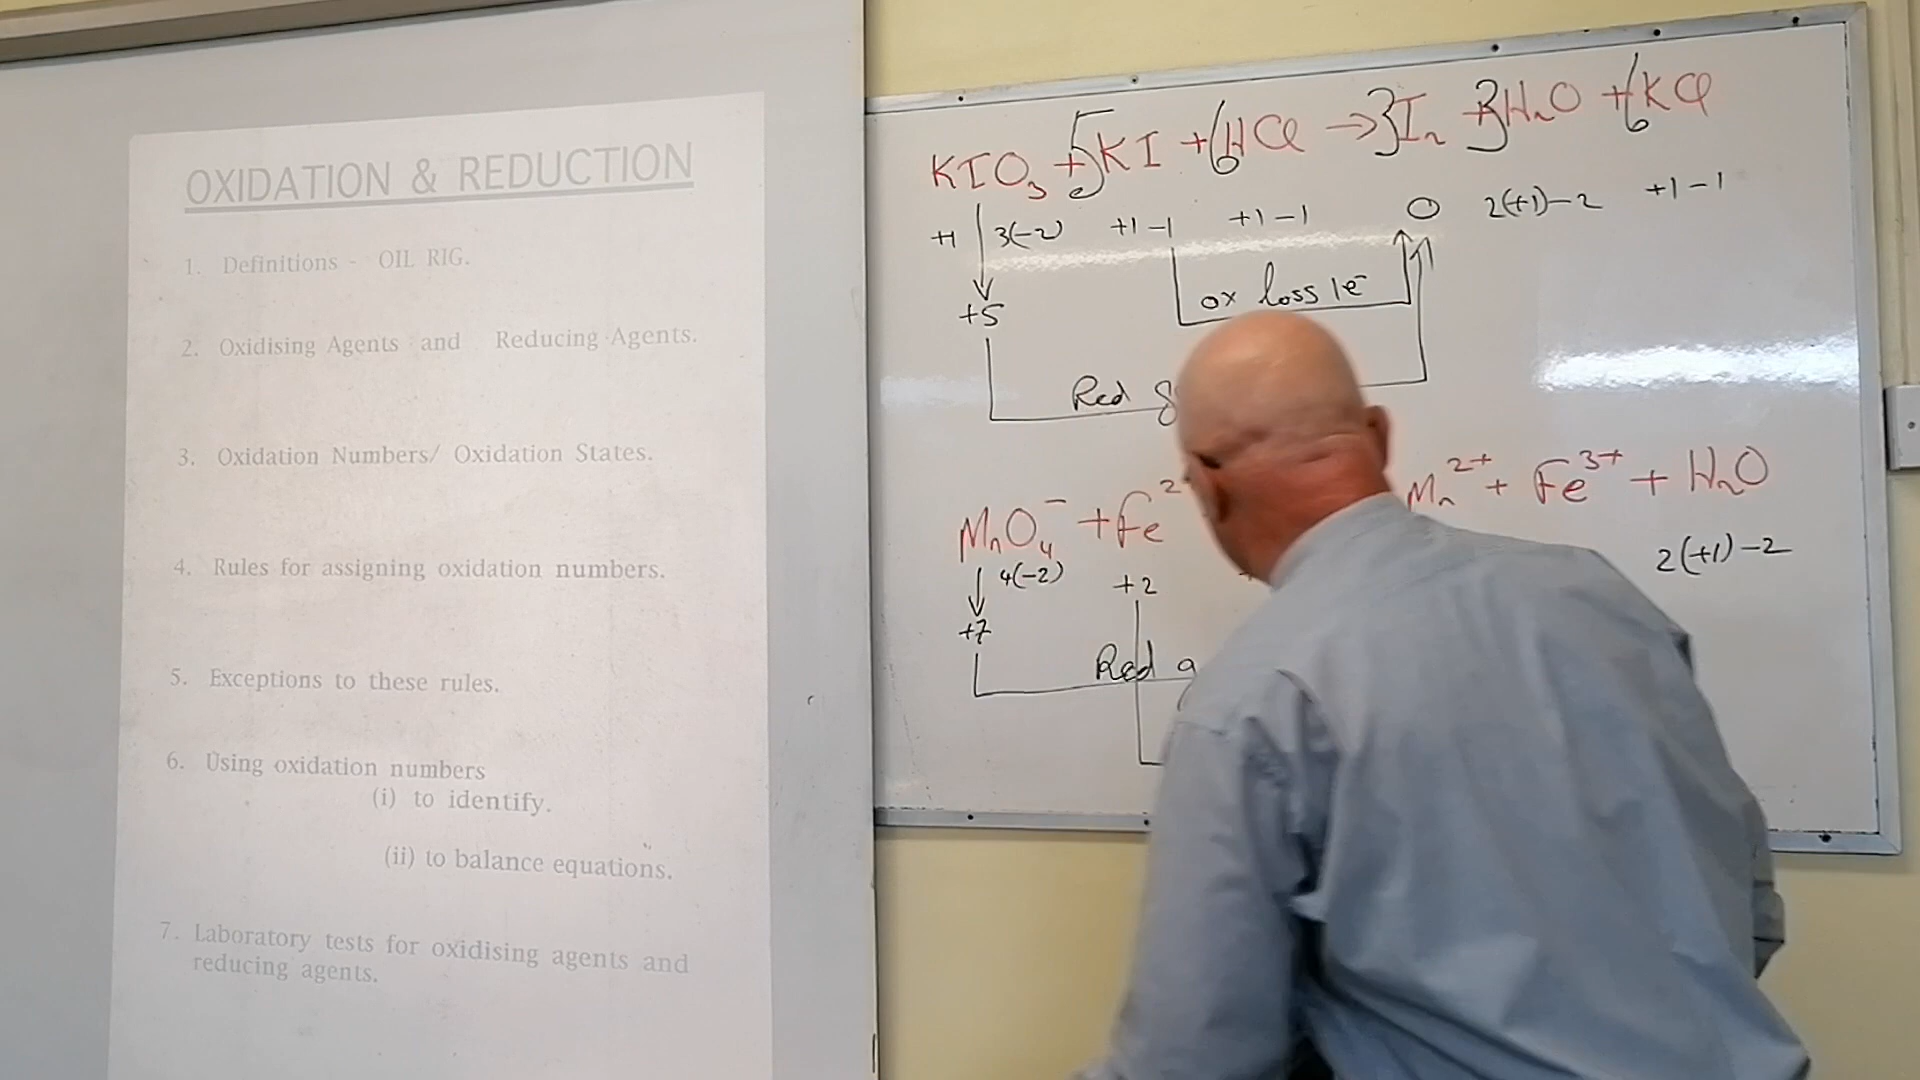 OXIDATION & REDUCTION
1. Definitions - OIL RIG.
2. Oxidising Agents and Reducing Agents.
3. Oxidation Numbers/ Oxidation States.
4. Rules for assigning oxidation numbers.
5. Exceptions to these rules.
6. Using oxidation numbers
(i) to identify.
(ii) to balance equations.
7. Laboratory tests for oxidising agents and
reducing agents.
KIO₃ + 5KI + 6HCl → 3I₂ + 3H₂O + 6KCl
+1 3(-2) +1 -1 +1 -1 0 2(+1)-2 +1 -1
+5
ox loss 1e⁻
Red
MnO₄⁻ + Fe²
Mn²⁺ + Fe³⁺ + H₂O
4(-2) +2 2(+1)-2
+7
Red